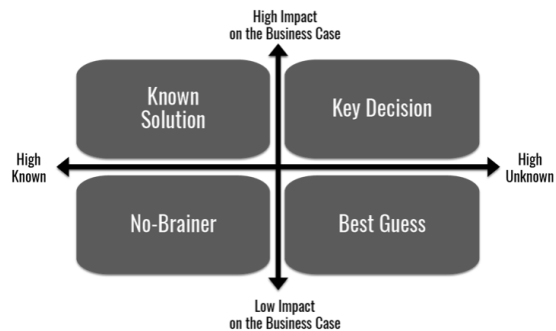 High Impact
on the Business Case
Known
Solution
Key Decision
High
Known
High
Unknown
No-Brainer
Best Guess
Low Impact
on the Business Case